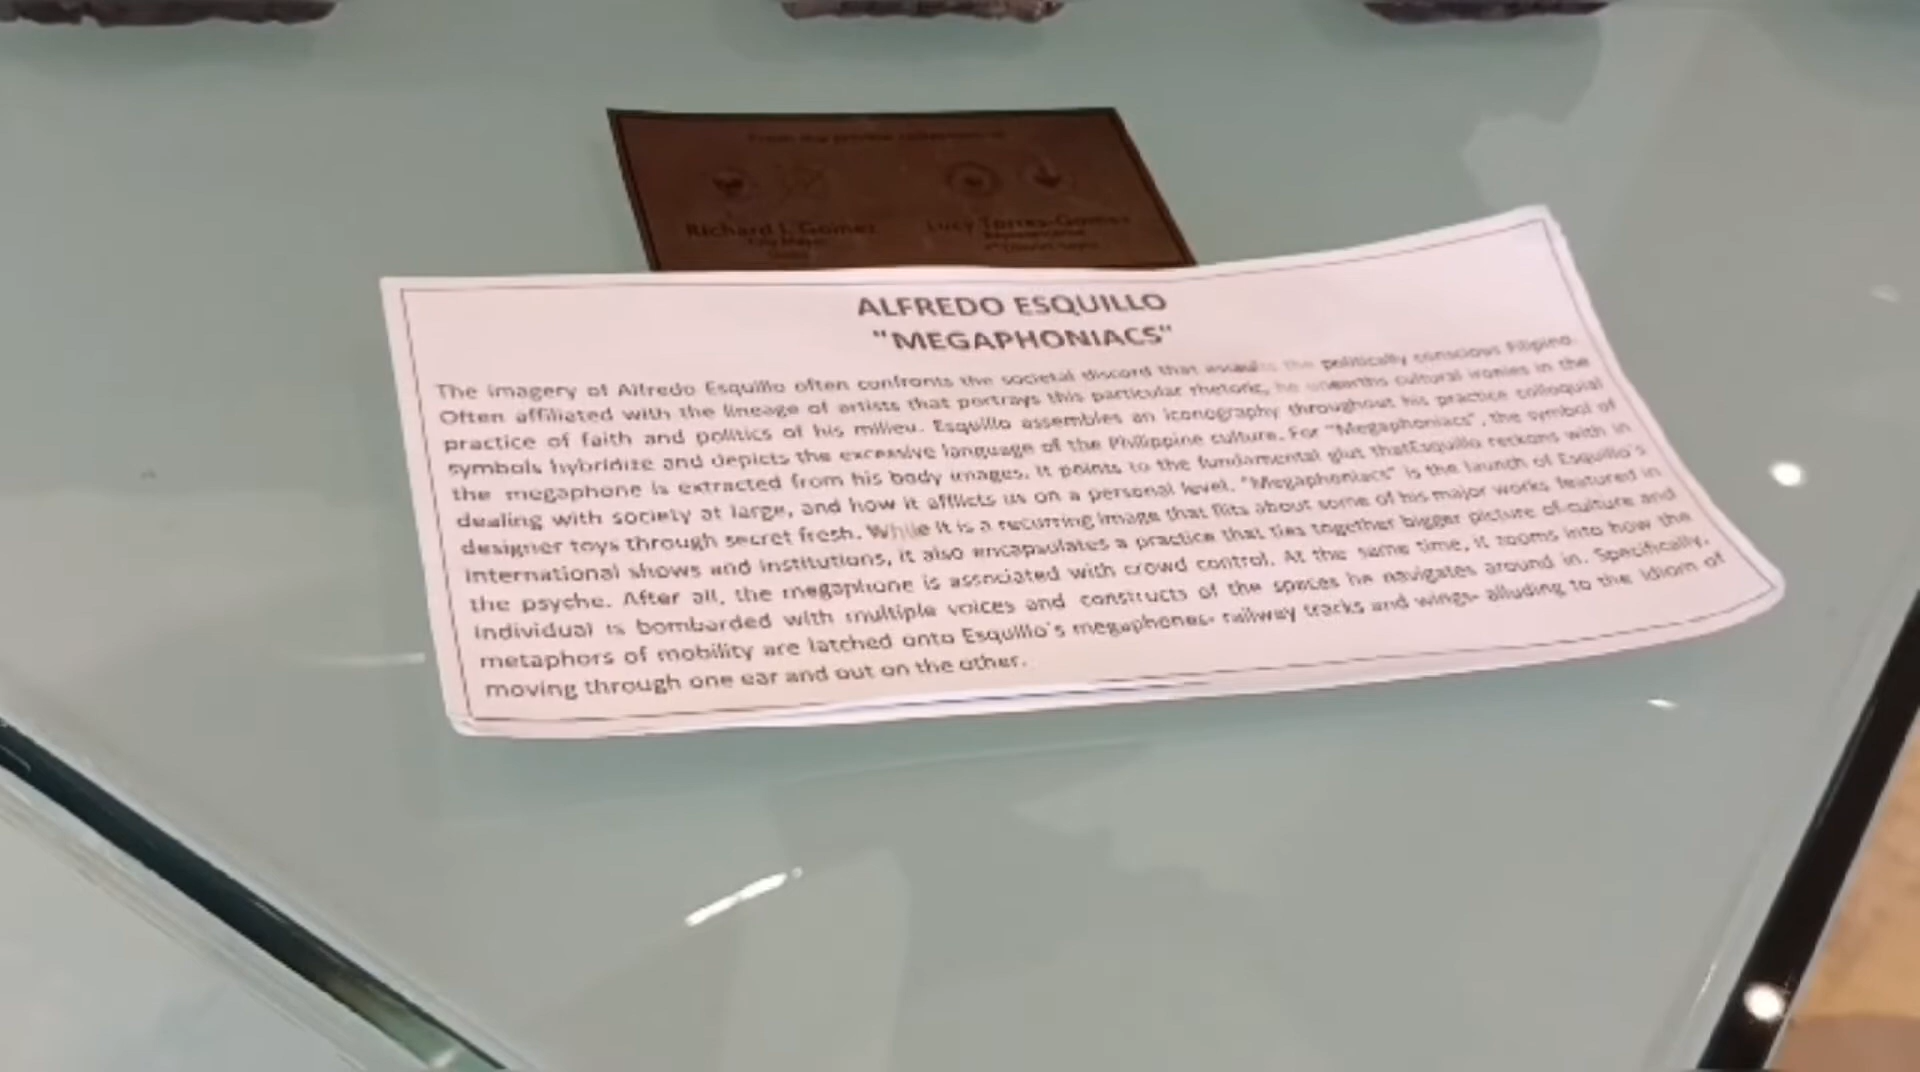 From the private collection of
Richard I. Gomez Lucy Torres-Gomez
City Mayor Representative
ALFREDO ESQUILLO
"MEGAPHONIACS"
The imagery of Alfredo Esquillo often confronts the societal discord that assaults the politically conscious Filipino.
Often affiliated with the lineage of artists that portrays this particular rhetoric, he unearths cultural ironies in the
practice of faith and politics of his milieu. Esquillo assembles an iconography throughout his practice colloquial
symbols hybridize and depicts the excessive language of the Philippine culture. For "Megaphoniacs", the symbol of
the megaphone is extracted from his body images. It points to the fundamental glut thatEsquillo reckons with in
dealing with society at large, and how it afflicts us on a personal level. "Megaphoniacs" is the launch of Esquillo's
designer toys through secret fresh. While it is a recurring image that flits about some of his major works featured in
international shows and institutions, it also encapsulates a practice that ties together bigger picture of culture and
the psyche. After all, the megaphone is associated with crowd control. At the same time, it zooms into how the
individual is bombarded with multiple voices and constructs of the spaces he navigates around in. Specifically,
metaphors of mobility are latched onto Esquillo's megaphones- railway tracks and wings- alluding to the idiom of
moving through one ear and out on the other.